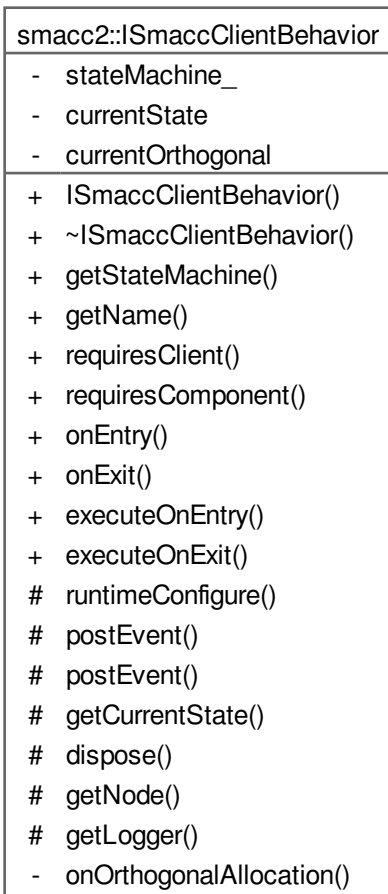 smacc2::ISmaccClientBehavior
- stateMachine_
- currentState
- currentOrthogonal
+ ISmaccClientBehavior()
+ ~ISmaccClientBehavior()
+ getStateMachine()
+ getName()
+ requiresClient()
+ requiresComponent()
+ onEntry()
+ onExit()
+ executeOnEntry()
+ executeOnExit()
# runtimeConfigure()
# postEvent()
# postEvent()
# getCurrentState()
# dispose()
# getNode()
# getLogger()
- onOrthogonalAllocation()